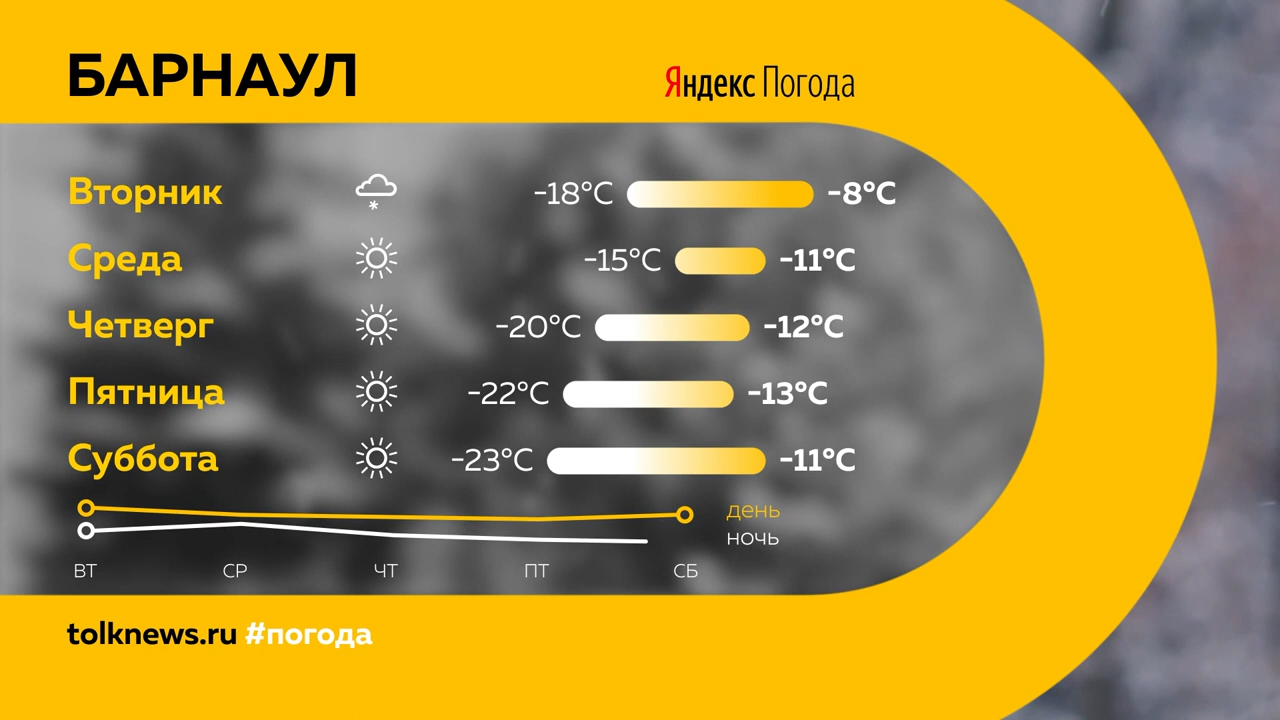 БАРНАУЛ
Яндекс Погода
Вторник -18°C -8°C
Среда -15°C -11°C
Четверг -20°C -12°C
Пятница -22°C -13°C
Суббота -23°C -11°C
день
ночь
ВТ СР ЧТ ПТ СБ
tolknews.ru #погода